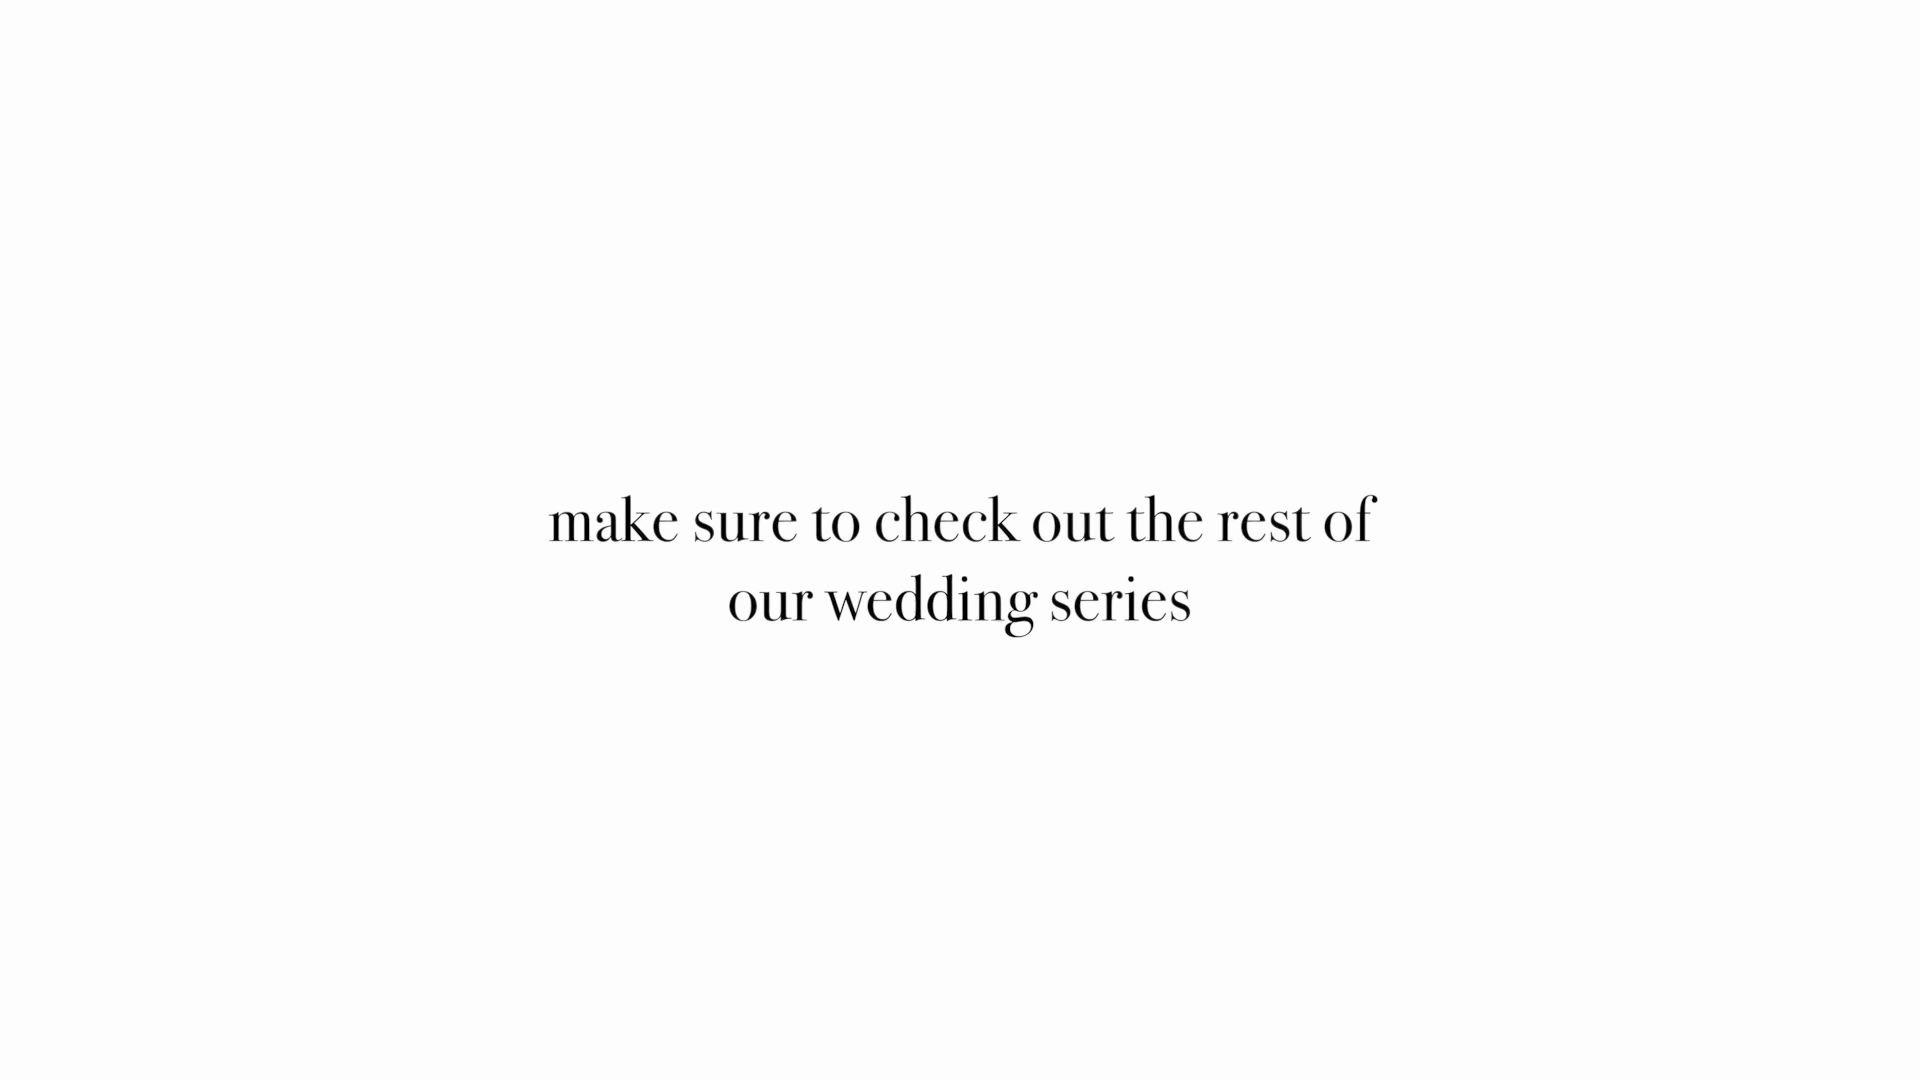 make sure to check out the rest of
our wedding series